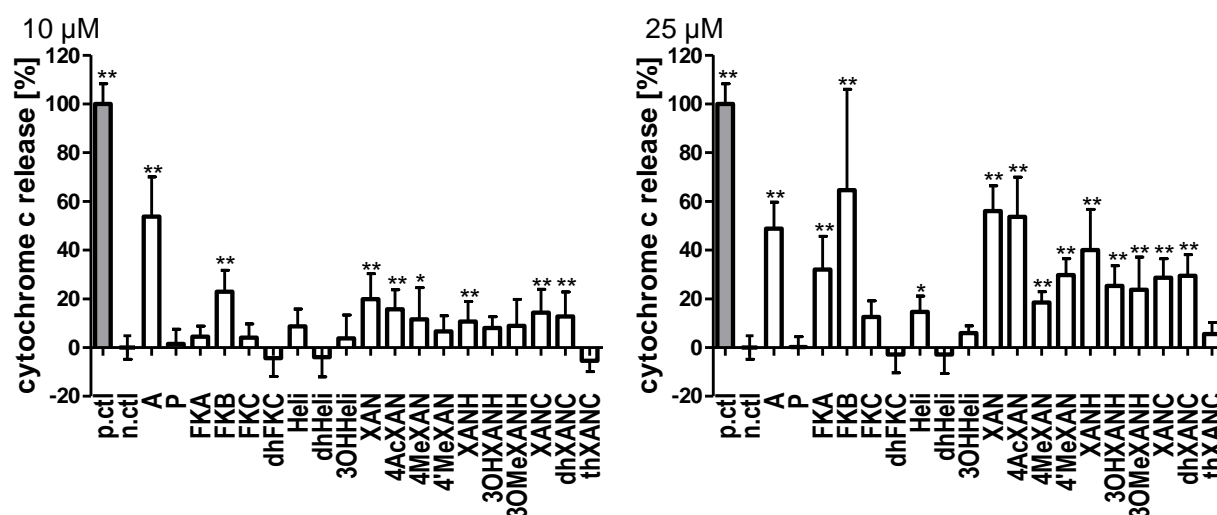 10 µM
cytochrome c release [%]
120
100
80
60
40
20
0
-20
** ** ** ** ** * ** ** **
p.ctl n.ctl A P FKA FKB FKC dhFKC Heli dhHeli 3OHHeli XAN 4AcXAN 4MeXAN 4'MeXAN XANH 3OHXANH 3OMeXANH XANC dhXANC thXANC
25 µM
cytochrome c release [%]
120
100
80
60
40
20
0
-20
** ** ** ** * ** ** ** ** ** ** ** ** **
p.ctl n.ctl A P FKA FKB FKC dhFKC Heli dhHeli 3OHHeli XAN 4AcXAN 4MeXAN 4'MeXAN XANH 3OHXANH 3OMeXANH XANC dhXANC thXANC